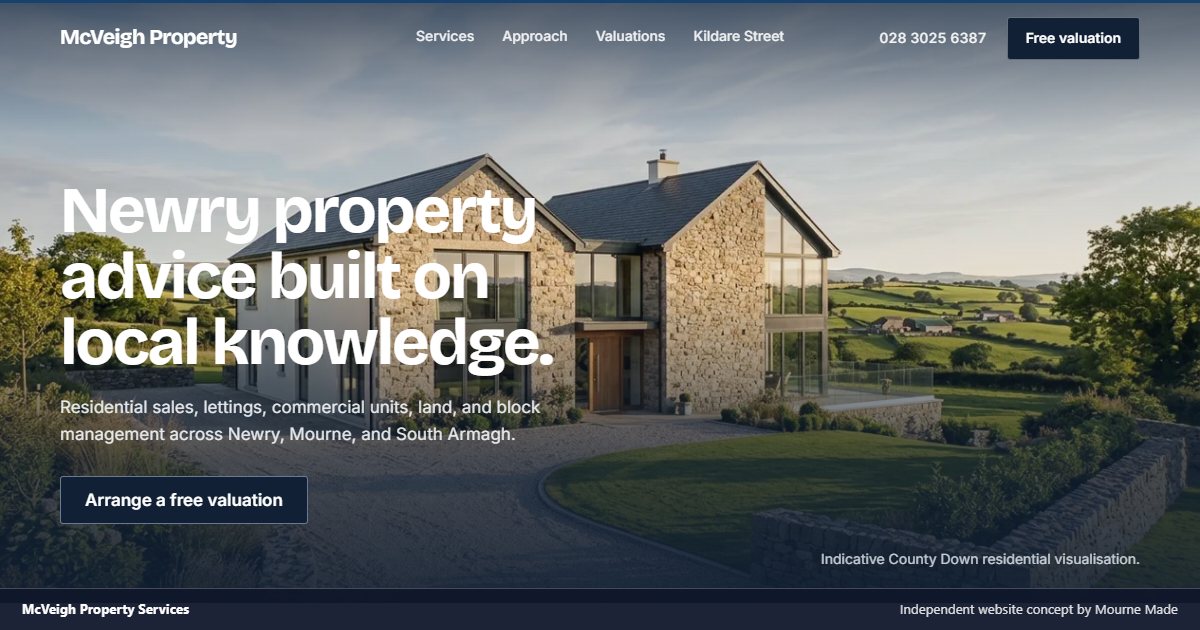 McVeigh Property
Services
Approach
Valuations
Kildare Street
028 3025 6387
Free valuation
Newry property
advice built on
local knowledge.
Residential sales, lettings, commercial units, land, and block
management across Newry, Mourne, and South Armagh.
Arrange a free valuation
Indicative County Down residential visualisation.
McVeigh Property Services
Independent website concept by Mourne Made